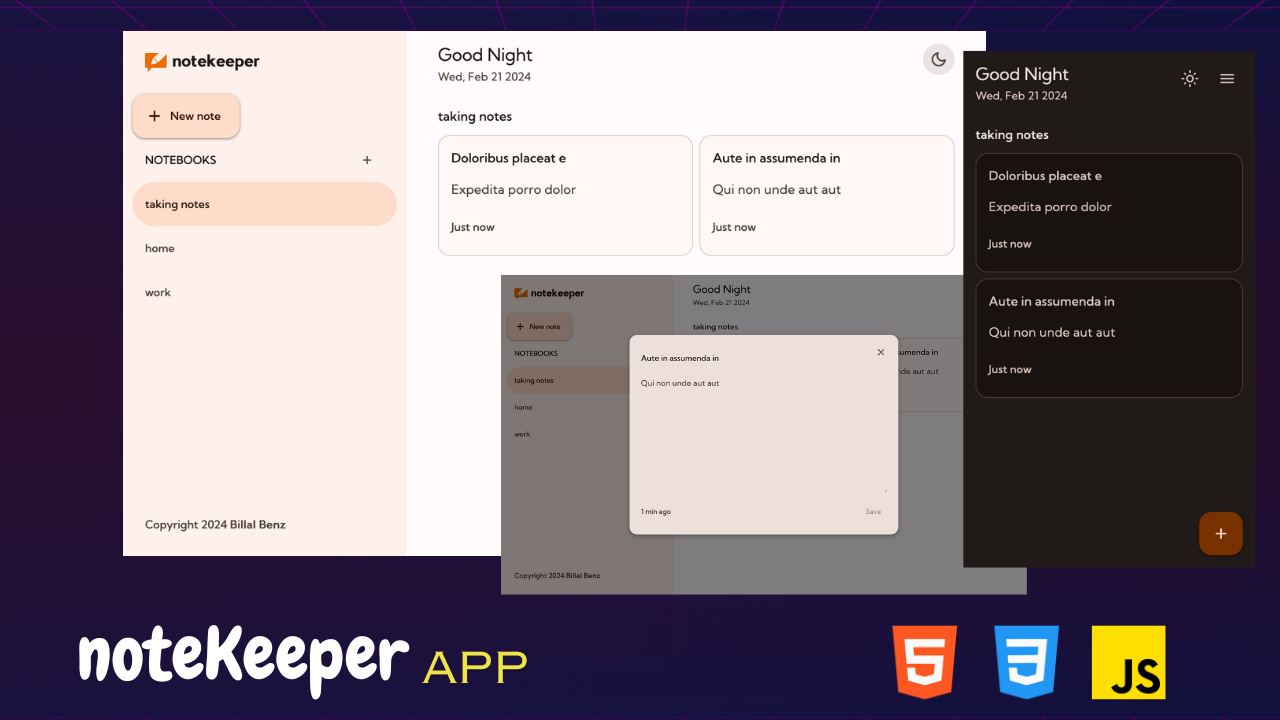 notekeeper
New note
NOTEBOOKS
taking notes
home
work
Copyright 2024 Billal Benz
Good Night
Wed, Feb 21 2024
taking notes
Doloribus placeat e
Expedita porro dolor
Just now
Aute in assumenda in
Qui non unde aut aut
Just now
notekeeper
New note
NOTEBOOKS
taking notes
home
work
Copyright 2024 Billal Benz
Good Night
Wed, Feb 21 2024
taking notes
Aute in assumenda in
Qui non unde aut aut
1 min ago
Save
Good Night
Wed, Feb 21 2024
taking notes
Doloribus placeat e
Expedita porro dolor
Just now
Aute in assumenda in
Qui non unde aut aut
Just now
noteKeeper APP
5
3
JS